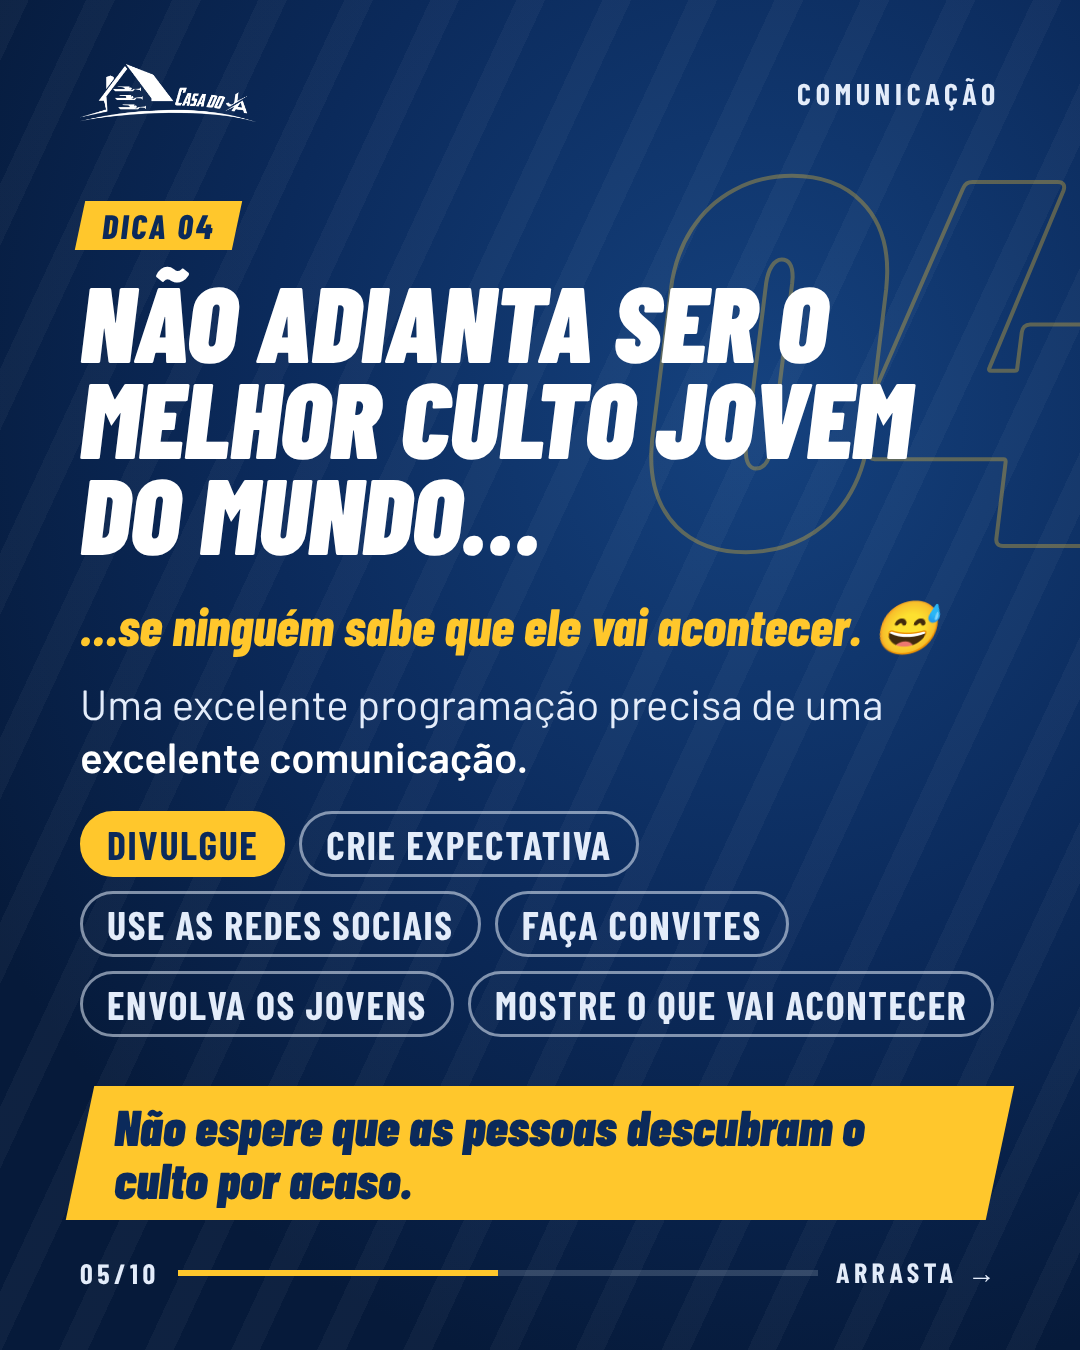 CASA DO JA
COMUNICAÇÃO
DICA 04
04
NÃO ADIANTA SER O
MELHOR CULTO JOVEM
DO MUNDO...
...se ninguém sabe que ele vai acontecer. 😅
Uma excelente programação precisa de uma
excelente comunicação.
DIVULGUE
CRIE EXPECTATIVA
USE AS REDES SOCIAIS
FAÇA CONVITES
ENVOLVA OS JOVENS
MOSTRE O QUE VAI ACONTECER
Não espere que as pessoas descubram o
culto por acaso.
05/10
ARRASTA →